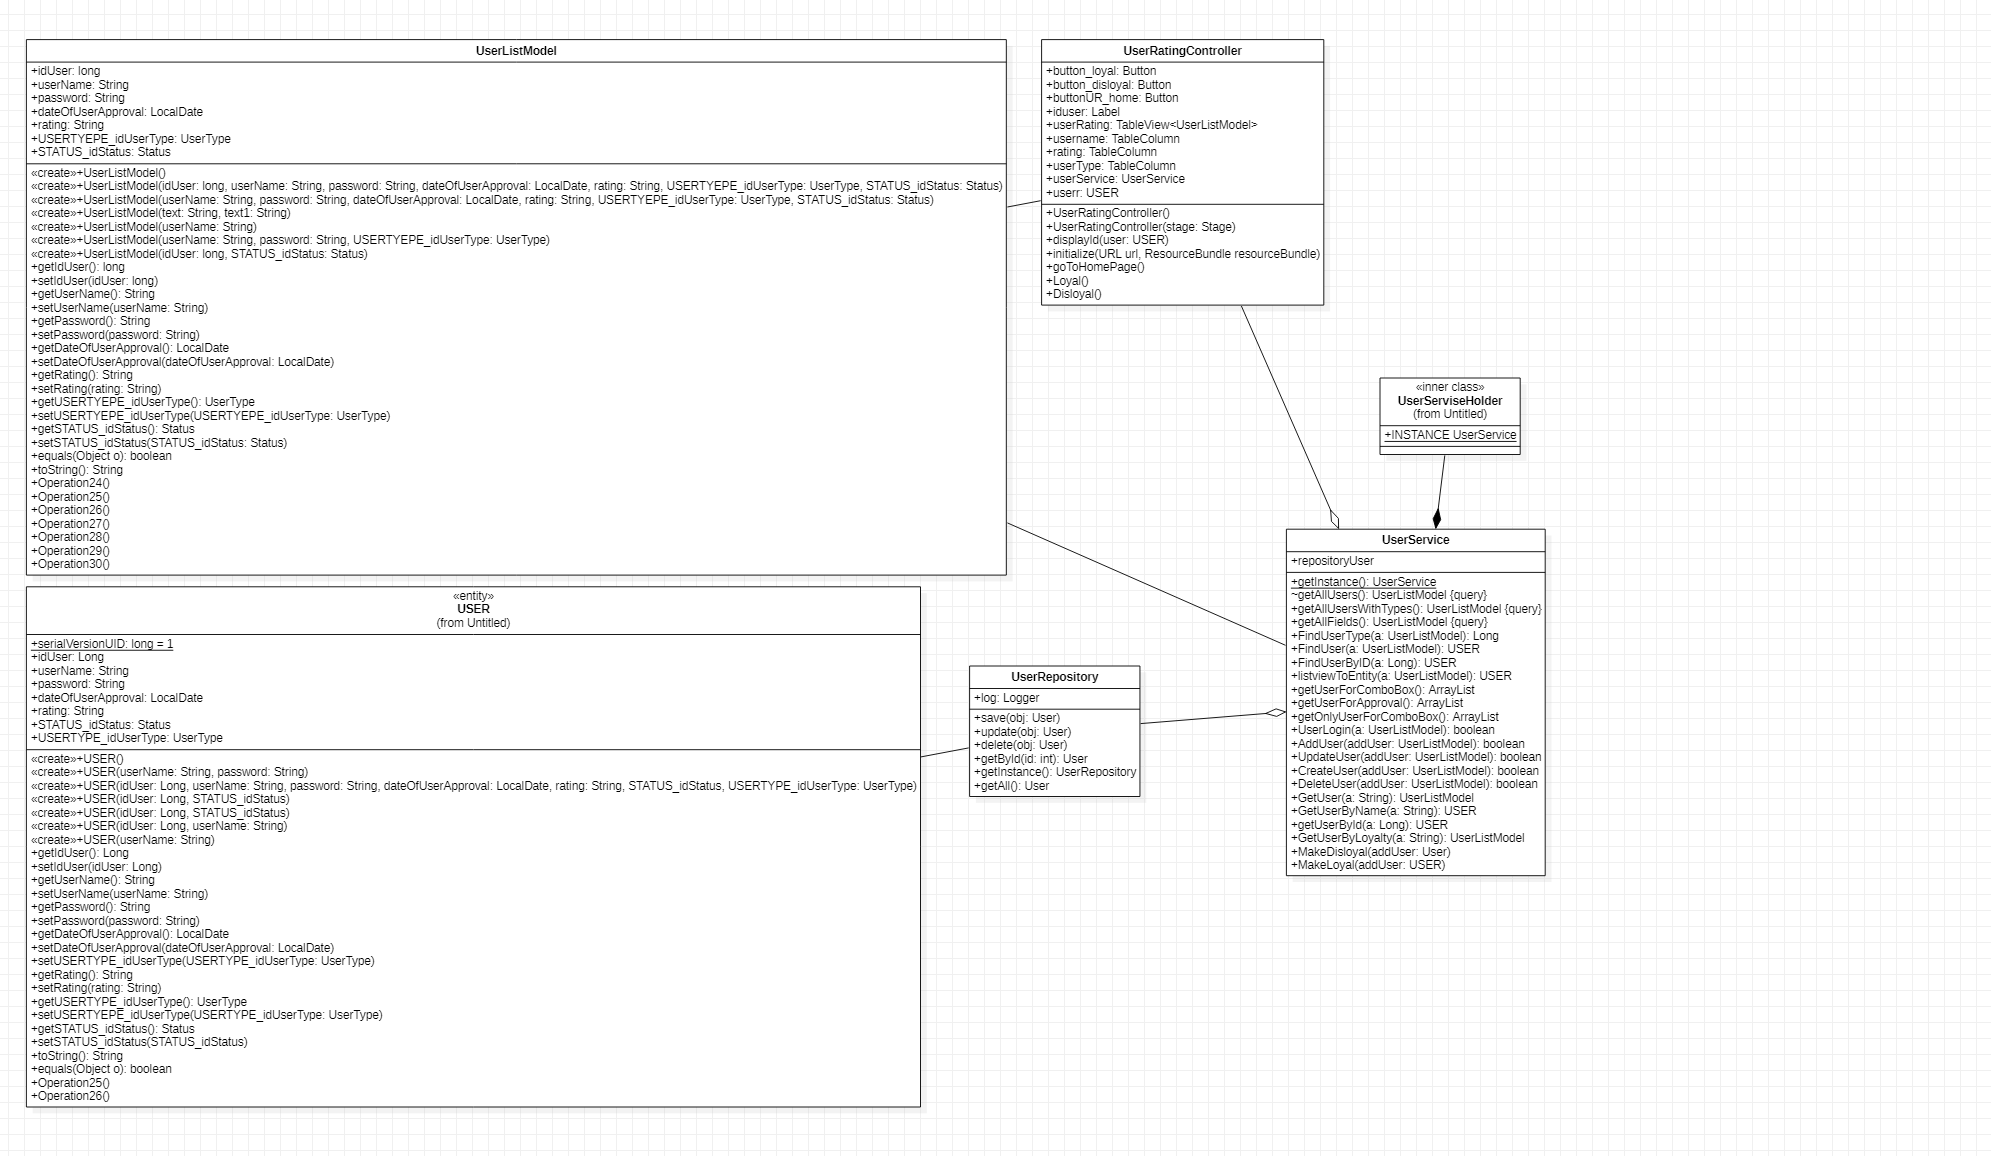 UserListModel
+idUser: long
+userName: String
+password: String
+dateOfUserApproval: LocalDate
+rating: String
+USERTYEPE_idUserType: UserType
+STATUS_idStatus: Status
«create»+UserListModel()
«create»+UserListModel(idUser: long, userName: String, password: String, dateOfUserApproval: LocalDate, rating: String, USERTYEPE_idUserType: UserType, STATUS_idStatus: Status)
«create»+UserListModel(userName: String, password: String, dateOfUserApproval: LocalDate, rating: String, USERTYEPE_idUserType: UserType, STATUS_idStatus: Status)
«create»+UserListModel(text: String, text1: String)
«create»+UserListModel(userName: String)
«create»+UserListModel(userName: String, password: String, USERTYEPE_idUserType: UserType)
«create»+UserListModel(idUser: long, STATUS_idStatus: Status)
+getIdUser(): long
+setIdUser(idUser: long)
+getUserName(): String
+setUserName(userName: String)
+getPassword(): String
+setPassword(password: String)
+getDateOfUserApproval(): LocalDate
+setDateOfUserApproval(dateOfUserApproval: LocalDate)
+getRating(): String
+setRating(rating: String)
+getUSERTYEPE_idUserType(): UserType
+setUSERTYEPE_idUserType(USERTYEPE_idUserType: UserType)
+getSTATUS_idStatus(): Status
+setSTATUS_idStatus(STATUS_idStatus: Status)
+equals(Object o): boolean
+toString(): String
+Operation24()
+Operation25()
+Operation26()
+Operation27()
+Operation28()
+Operation29()
+Operation30()
UserRatingController
+button_loyal: Button
+button_disloyal: Button
+buttonUR_home: Button
+iduser: Label
+userRating: TableView<UserListModel>
+username: TableColumn
+rating: TableColumn
+userType: TableColumn
+userService: UserService
+userr: USER
+UserRatingController()
+UserRatingController(stage: Stage)
+displayId(user: USER)
+initialize(URL url, ResourceBundle resourceBundle)
+goToHomePage()
+Loyal()
+Disloyal()
«inner class»
UserServiseHolder
(from Untitled)
+INSTANCE UserService
UserService
+repositoryUser
+getInstance(): UserService
~getAllUsers(): UserListModel {query}
+getAllUsersWithTypes(): UserListModel {query}
+getAllFields(): UserListModel {query}
+FindUserType(a: UserListModel): Long
+FindUser(a: UserListModel): USER
+FindUserByID(a: Long): USER
+listviewToEntity(a: UserListModel): USER
+getUserForComboBox(): ArrayList
+getUserForApproval(): ArrayList
+getOnlyUserForComboBox(): ArrayList
+UserLogin(a: UserListModel): boolean
+AddUser(addUser: UserListModel): boolean
+UpdateUser(addUser: UserListModel): boolean
+CreateUser(addUser: UserListModel): boolean
+DeleteUser(addUser: UserListModel): boolean
+GetUser(a: String): UserListModel
+GetUserByName(a: String): USER
+getUserById(a: Long): USER
+GetUserByLoyalty(a: String): UserListModel
+MakeDisloyal(addUser: User)
+MakeLoyal(addUser: USER)
«entity»
USER
(from Untitled)
+serialVersionUID: long = 1
+idUser: Long
+userName: String
+password: String
+dateOfUserApproval: LocalDate
+rating: String
+STATUS_idStatus: Status
+USERTYPE_idUserType: UserType
«create»+USER()
«create»+USER(userName: String, password: String)
«create»+USER(idUser: Long, userName: String, password: String, dateOfUserApproval: LocalDate, rating: String, STATUS_idStatus, USERTYPE_idUserType: UserType)
«create»+USER(idUser: Long, STATUS_idStatus)
«create»+USER(idUser: Long, STATUS_idStatus)
«create»+USER(idUser: Long, userName: String)
«create»+USER(userName: String)
+getIdUser(): Long
+setIdUser(idUser: Long)
+getUserName(): String
+setUserName(userName: String)
+getPassword(): String
+setPassword(password: String)
+getDateOfUserApproval(): LocalDate
+setDateOfUserApproval(dateOfUserApproval: LocalDate)
+setUSERTYPE_idUserType(USERTYPE_idUserType: UserType)
+getRating(): String
+setRating(rating: String)
+getUSERTYPE_idUserType(): UserType
+setUSERTYEPE_idUserType(USERTYPE_idUserType: UserType)
+getSTATUS_idStatus(): Status
+setSTATUS_idStatus(STATUS_idStatus)
+toString(): String
+equals(Object o): boolean
+Operation25()
+Operation26()
UserRepository
+log: Logger
+save(obj: User)
+update(obj: User)
+delete(obj: User)
+getById(id: int): User
+getInstance(): UserRepository
+getAll(): User